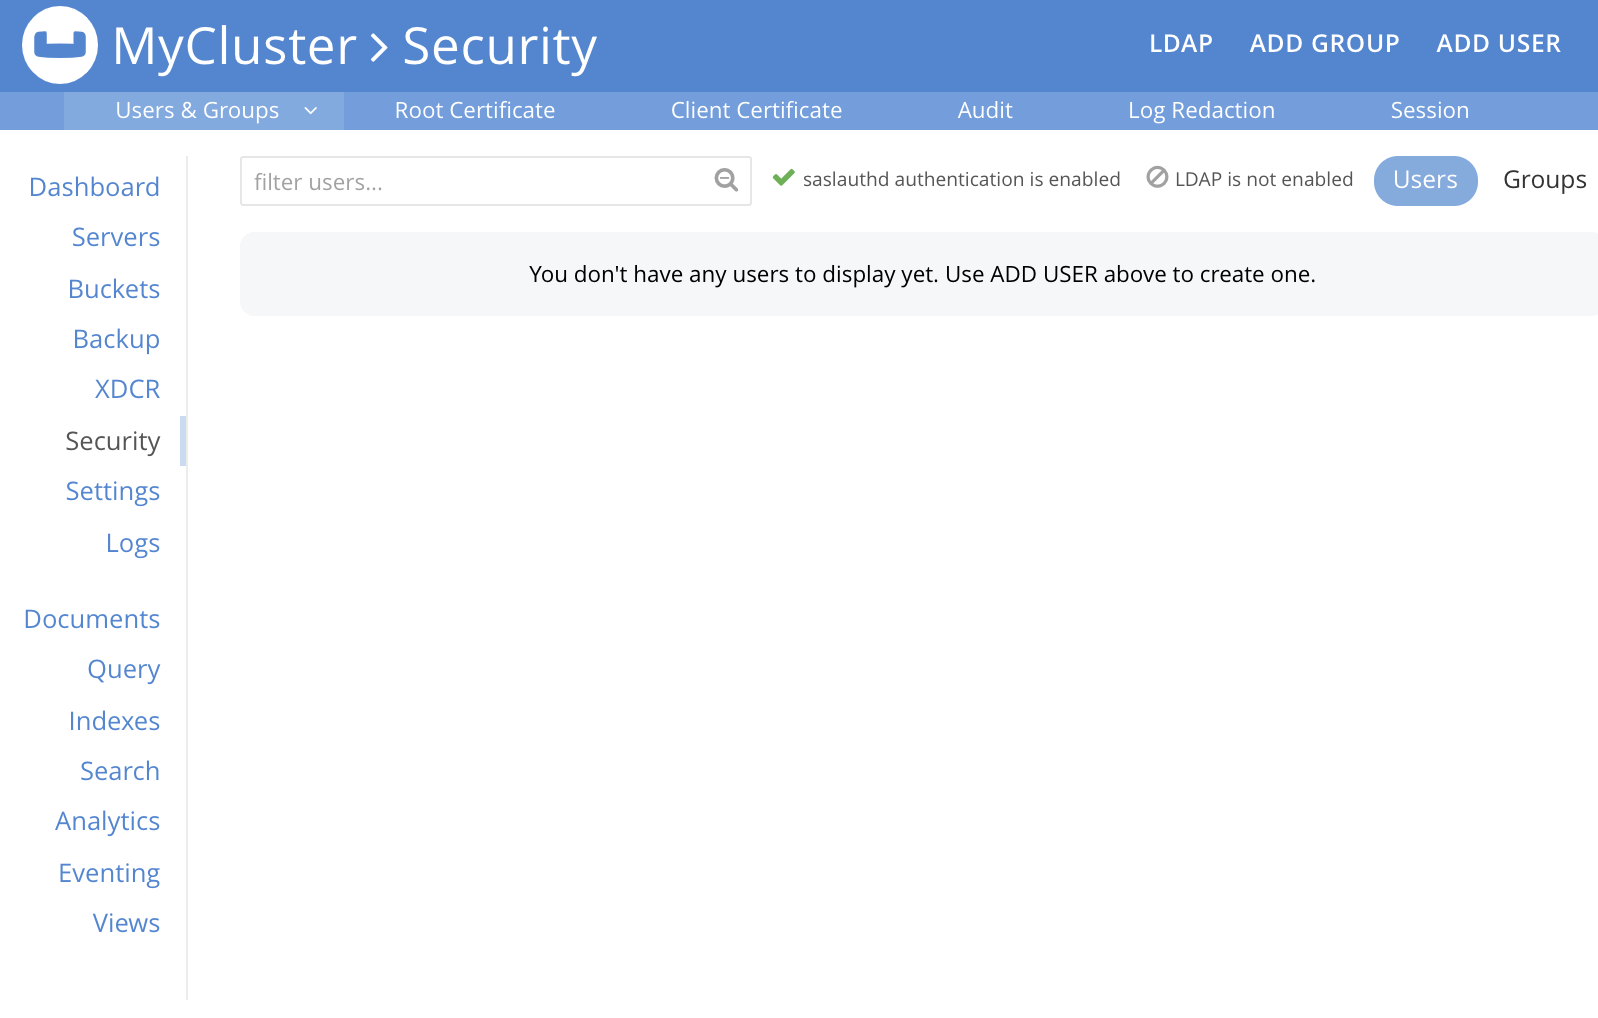 MyCluster > Security
LDAP ADD GROUP ADD USER
Users & Groups Root Certificate Client Certificate Audit Log Redaction Session
Dashboard
Servers
Buckets
Backup
XDCR
Security
Settings
Logs
Documents
Query
Indexes
Search
Analytics
Eventing
Views
filter users...
saslauthd authentication is enabled LDAP is not enabled Users Groups
You don't have any users to display yet. Use ADD USER above to create one.